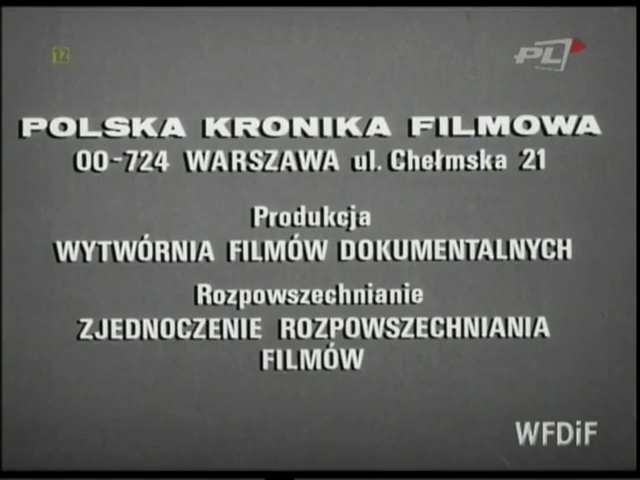 12
PL
POLSKA KRONIKA FILMOWA
00-724 WARSZAWA ul. Chełmska 21
Produkcja
WYTWÓRNIA FILMÓW DOKUMENTALNYCH
Rozpowszechnianie
ZJEDNOCZENIE ROZPOWSZECHNIANIA
FILMÓW
WFDiF